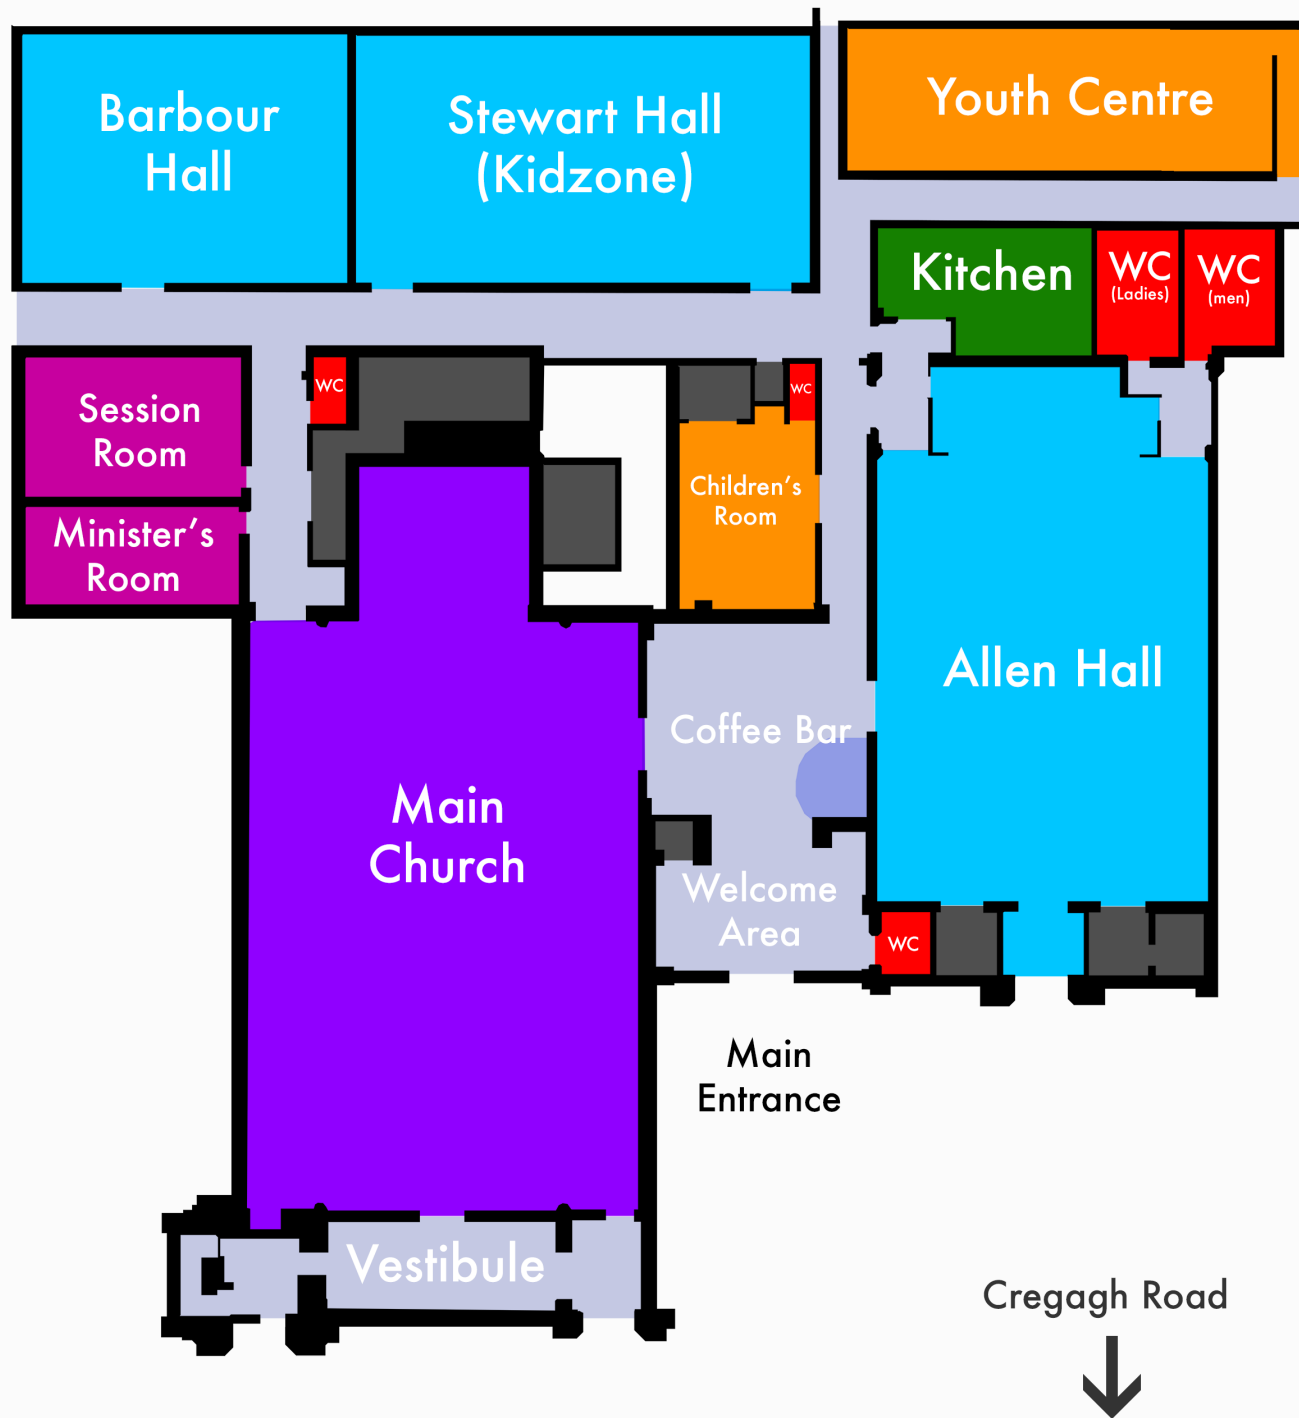 Barbour
Hall
Stewart Hall
(Kidzone)
Youth Centre
Kitchen
WC
(Ladies)
WC
(men)
Session
Room
WC
WC
Children's
Room
Minister's
Room
Allen Hall
Coffee Bar
Main
Church
Welcome
Area
WC
Main
Entrance
Vestibule
Cregagh Road